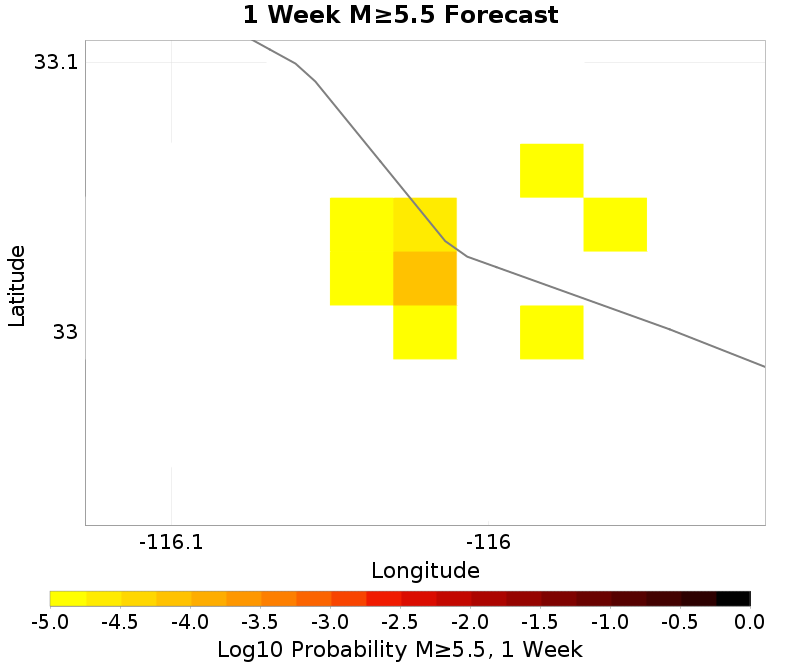 1 Week M≥5.5 Forecast
33.1
33
Latitude
-116.1 -116
Longitude
-5.0 -4.5 -4.0 -3.5 -3.0 -2.5 -2.0 -1.5 -1.0 -0.5 0.0
Log10 Probability M≥5.5, 1 Week